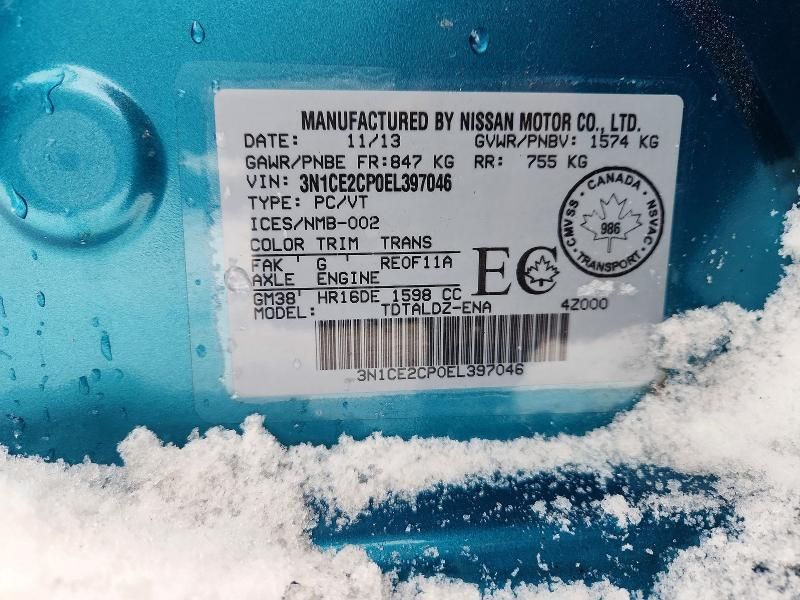 MANUFACTURED BY NISSAN MOTOR CO., LTD.
DATE: 11/13 GVWR/PNBV: 1574 KG
GAWR/PNBE FR: 847 KG RR: 755 KG
VIN: 3N1CE2CP0EL397046
TYPE: PC/VT
ICES/NMB-002
COLOR TRIM TRANS
FAK' G' RE0F11A
AXLE ENGINE
GM38' HR16DE 1598 CC
MODEL: TDTALDZ-ENA 4Z000
EC
CANADA
CMVSS · NSVAC
986
TRANSPORT
3N1CE2CP0EL397046